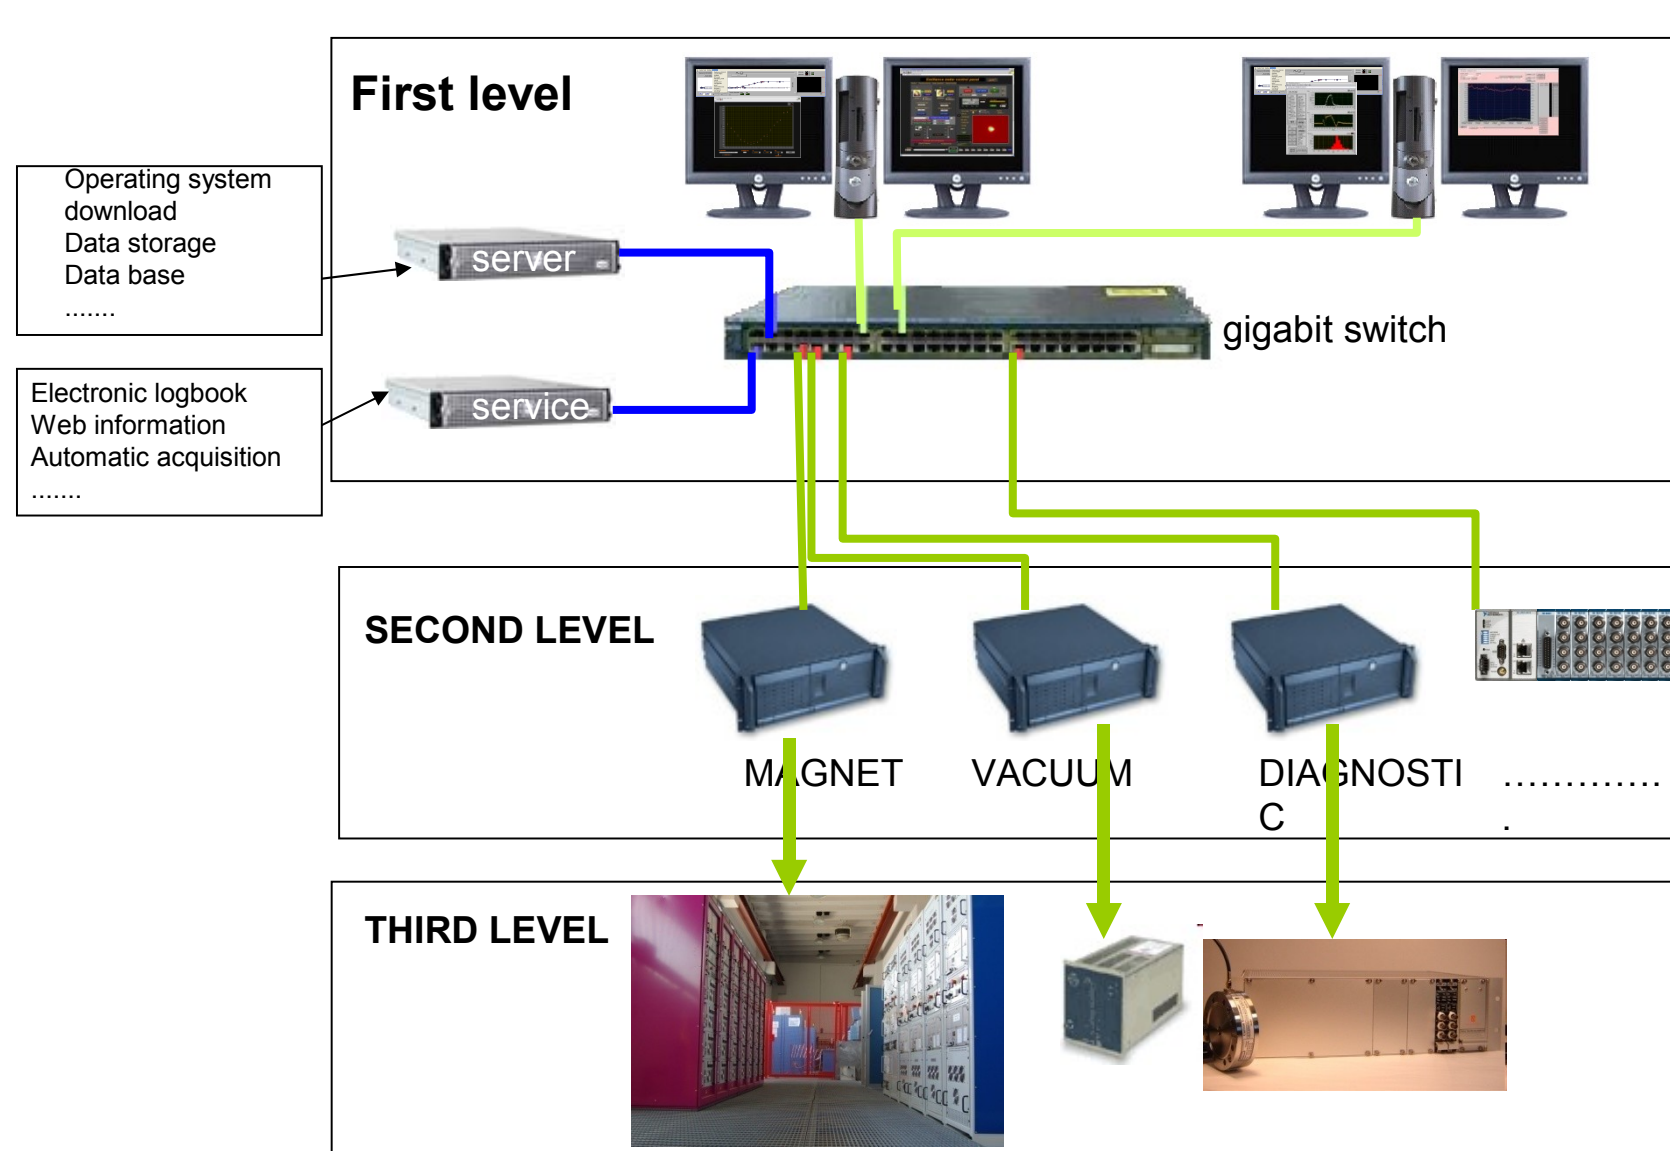 First level
Operating system
download
Data storage
Data base
.......
server
gigabit switch
Electronic logbook
Web information
Automatic acquisition
.......
service
SECOND LEVEL
MAGNET
VACUUM
DIAGNOSTI
C
.............
.
THIRD LEVEL